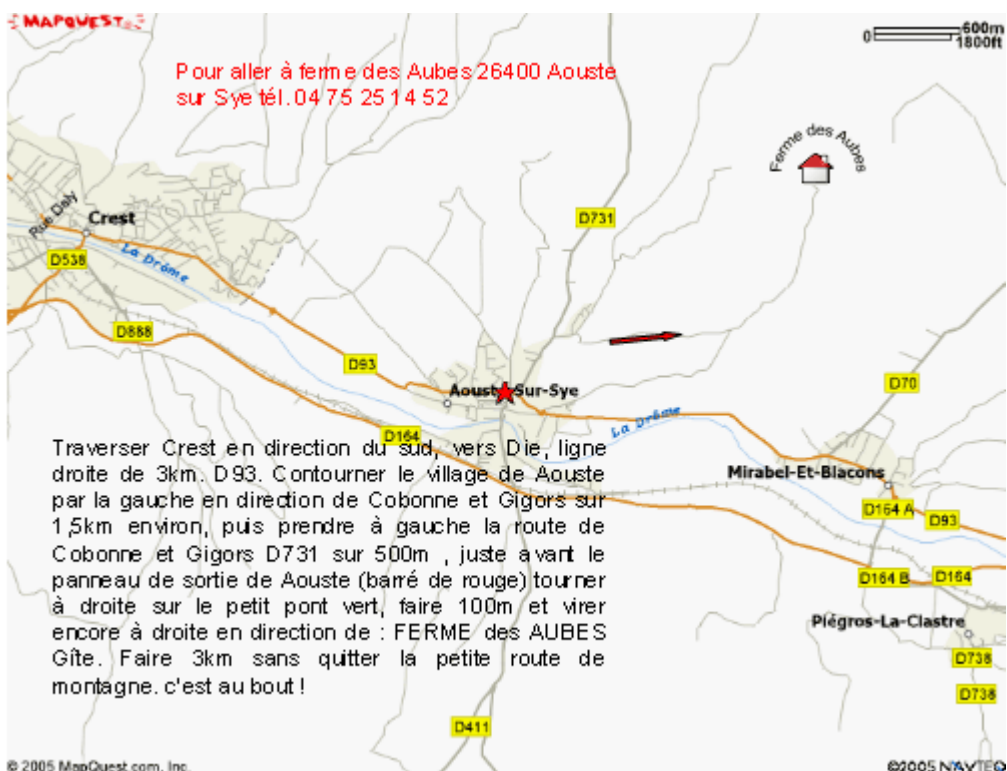 MAPQUEST
0 600m
1800ft
Pour aller à ferme des Aubes 26400 Aouste
sur Sye tél. 04 75 25 14 52
Ferme des Aubes
Rue Daly
Crest
D731
La Drôme
D538
D888
D93
D70
Aouste-Sur-Sye
La Drôme
D164
Mirabel-Et-Blacons
D164 A
D93
D164 B
D164
Piégros-La-Clastre
D738
D738
D411
Traverser Crest en direction du sud, vers Die, ligne
droite de 3km. D93. Contourner le village de Aouste
par la gauche en direction de Cobonne et Gigors sur
1,5km environ, puis prendre à gauche la route de
Cobonne et Gigors D731 sur 500m , juste avant le
panneau de sortie de Aouste (barré de rouge) tourner
à droite sur le petit pont vert, faire 100m et virer
encore à droite en direction de : FERME des AUBES
Gîte. Faire 3km sans quitter la petite route de
montagne. c'est au bout !
© 2005 MapQuest.com, Inc.
©2005 NAVTEQ